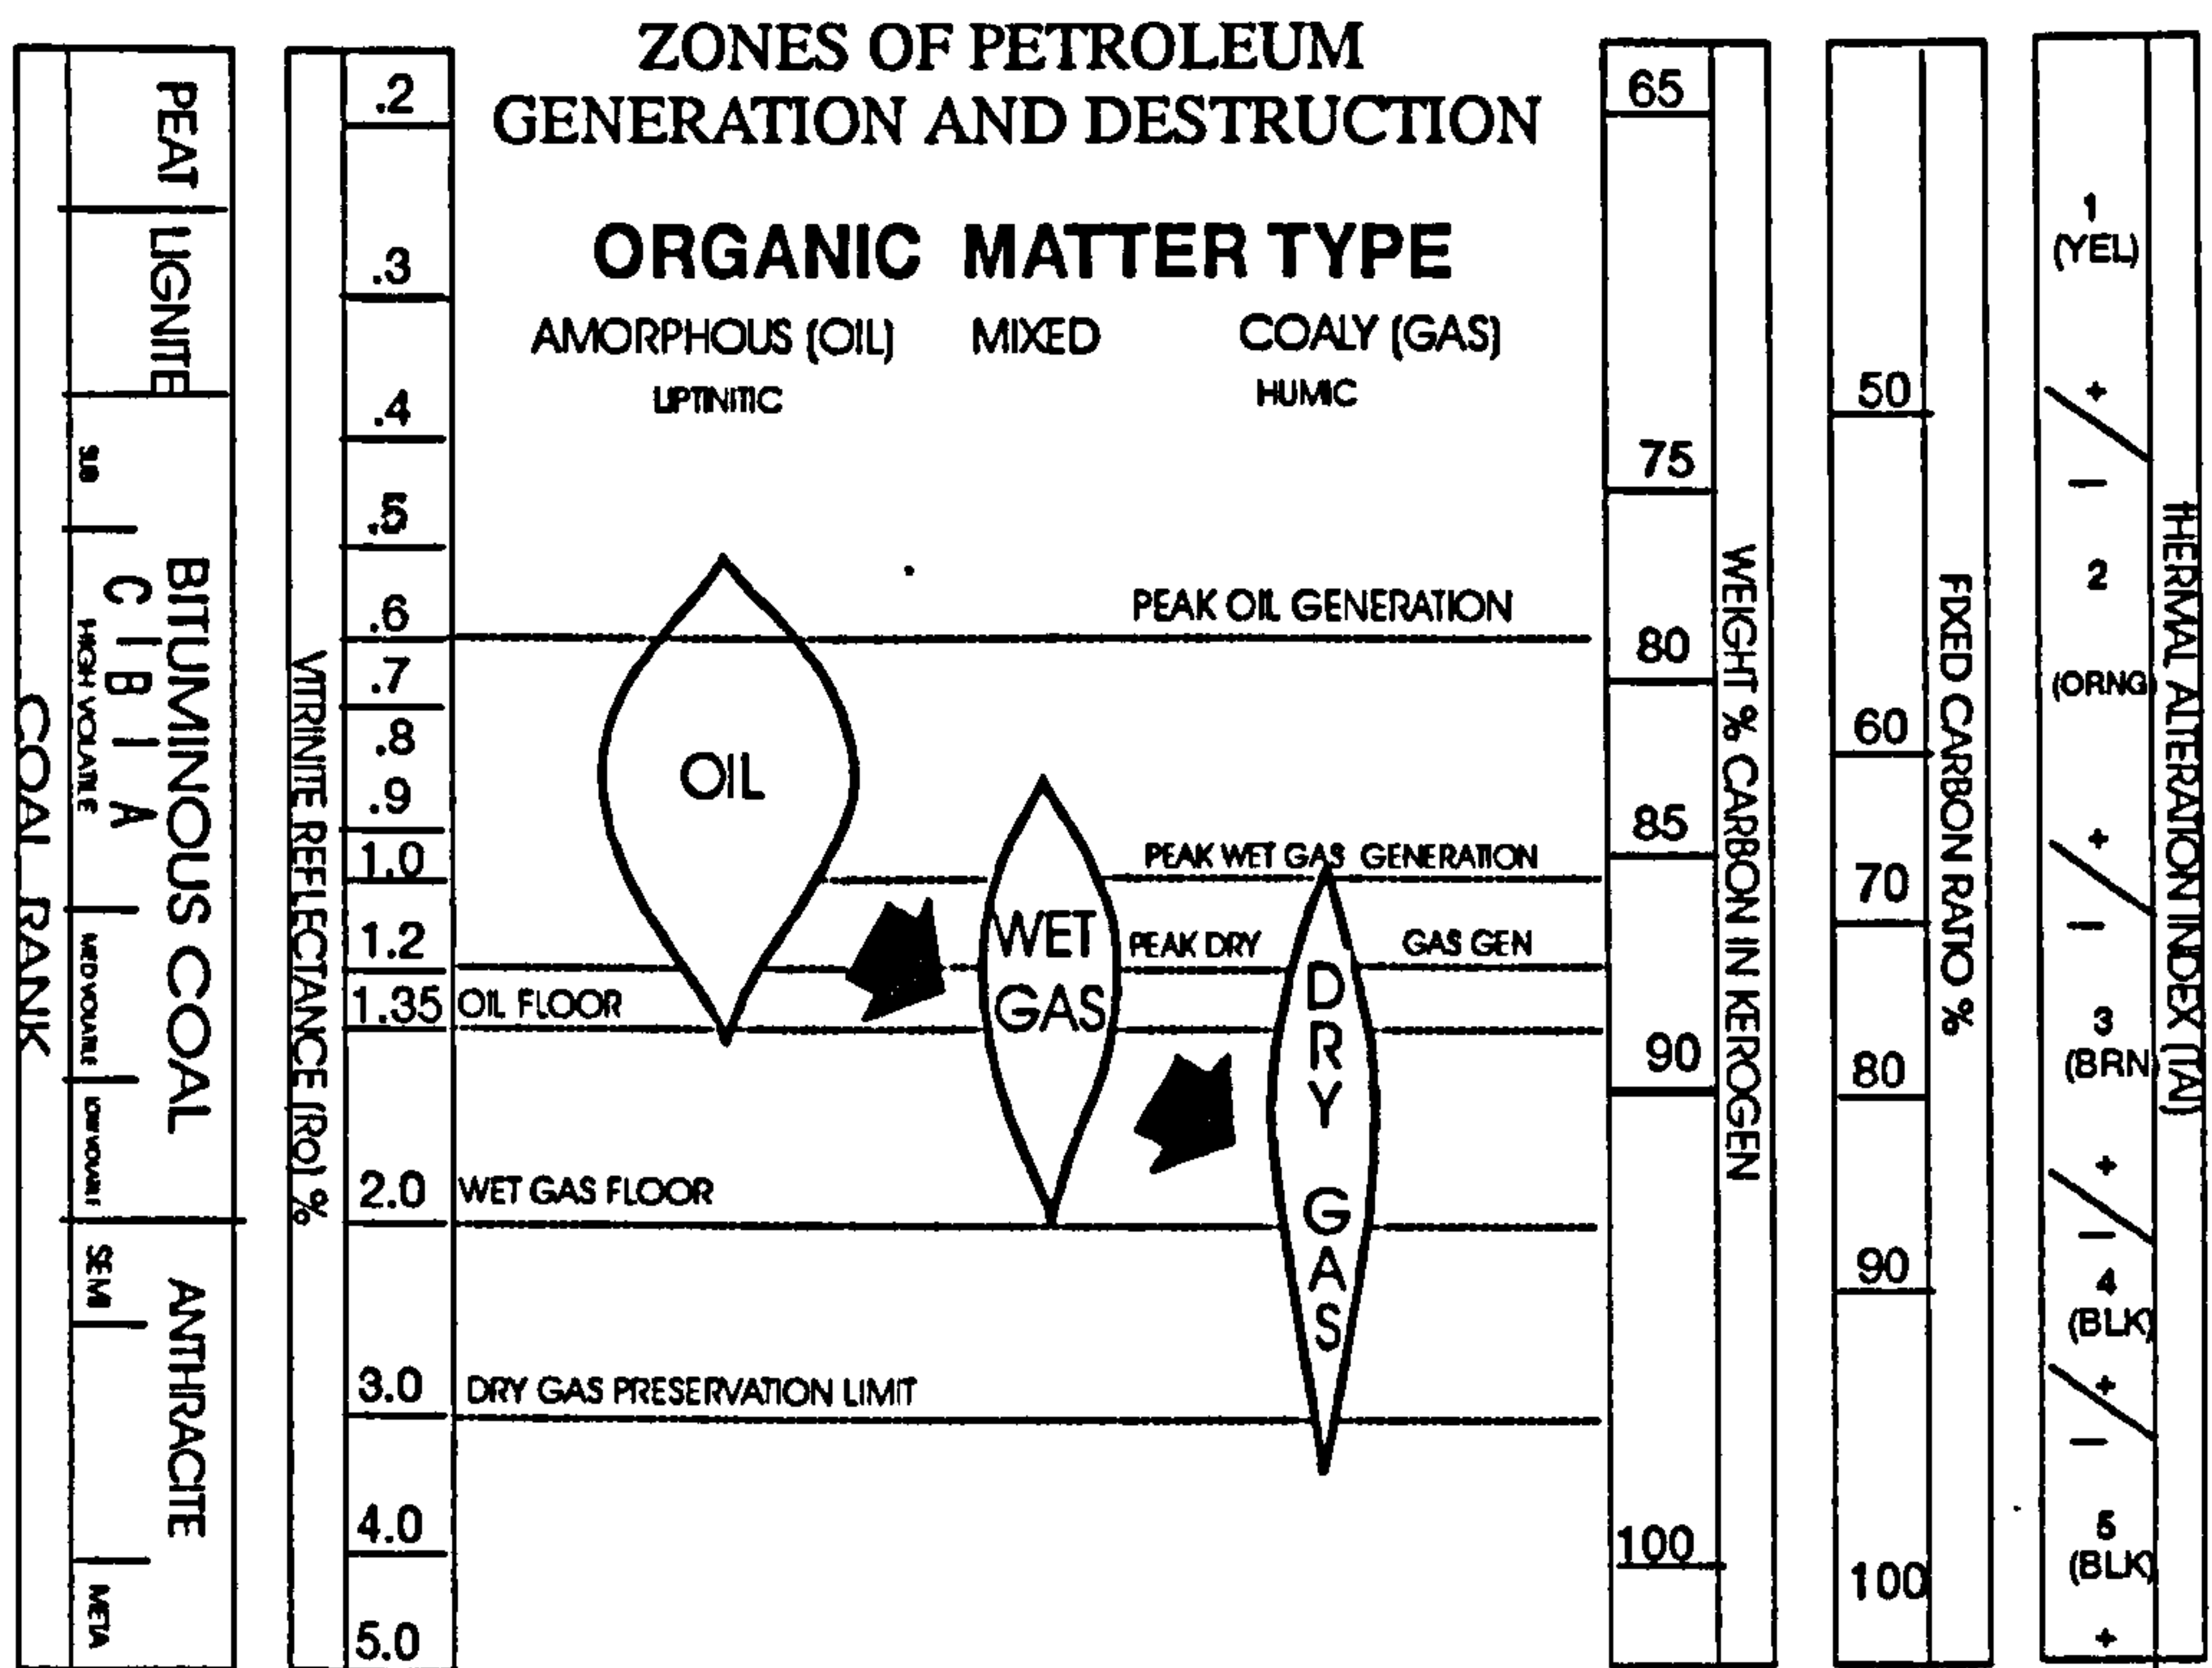 ZONES OF PETROLEUM
GENERATION AND DESTRUCTION
ORGANIC MATTER TYPE
AMORPHOUS (OIL) MIXED COALY (GAS)
LIPTINITIC HUMIC
COAL RANK
PEAT
LIGNITE
BITUMINOUS COAL
SUB
HIGH VOLATILE
C
B
A
MED VOLATILE
LOW VOLATILE
ANTHRACITE
SEMI
META
VITRINITE REFLECTANCE (RO) %
.2
.3
.4
.5
.6
.7
.8
.9
1.0
1.2
1.35
2.0
3.0
4.0
5.0
PEAK OIL GENERATION
OIL
PEAK WET GAS GENERATION
WET
GAS
PEAK DRY GAS GEN
OIL FLOOR
DRY
GAS
WET GAS FLOOR
DRY GAS PRESERVATION LIMIT
WEIGHT % CARBON IN KEROGEN
65
75
80
85
90
100
FIXED CARBON RATIO %
50
60
70
80
90
100
THERMAL ALTERATION INDEX (TAI)
1
(YEL)
+
–
2
(ORNG)
+
–
3
(BRN)
+
–
4
(BLK)
+
–
5
(BLK)
+